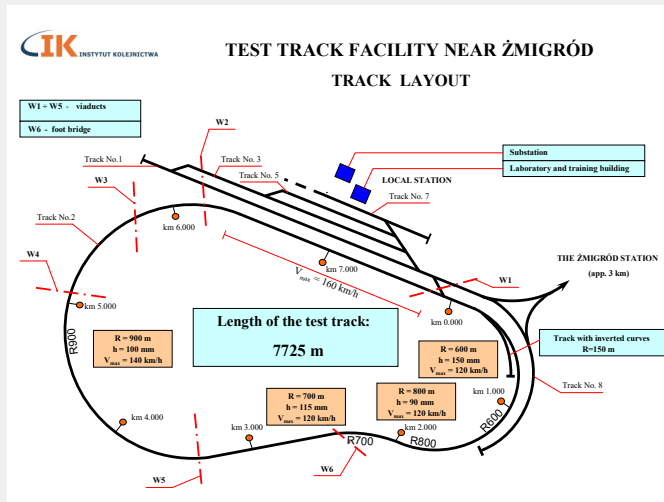 IK INSTYTUT KOLEJNICTWA
TEST TRACK FACILITY NEAR ŻMIGRÓD
TRACK LAYOUT
W1 ÷ W5 - viaducts
W6 - foot bridge
W2
Substation
Laboratory and training building
Track No.1
Track No. 3
Track No. 5
LOCAL STATION
Track No. 7
W3
Track No.2
km 6.000
W4
km 7.000
V max = 160 km/h
W1
THE ŻMIGRÓD STATION
(app. 3 km)
km 5.000
km 0.000
Length of the test track:
7725 m
R900
R = 900 m
h = 100 mm
V max = 140 km/h
R = 600 m
h = 150 mm
V max = 120 km/h
Track with inverted curves
R=150 m
R = 700 m
h = 115 mm
V max = 120 km/h
R = 800 m
h = 90 mm
V max = 120 km/h
km 1.000
Track No. 8
km 4.000
km 3.000
km 2.000
R600
R700
R800
W5
W6